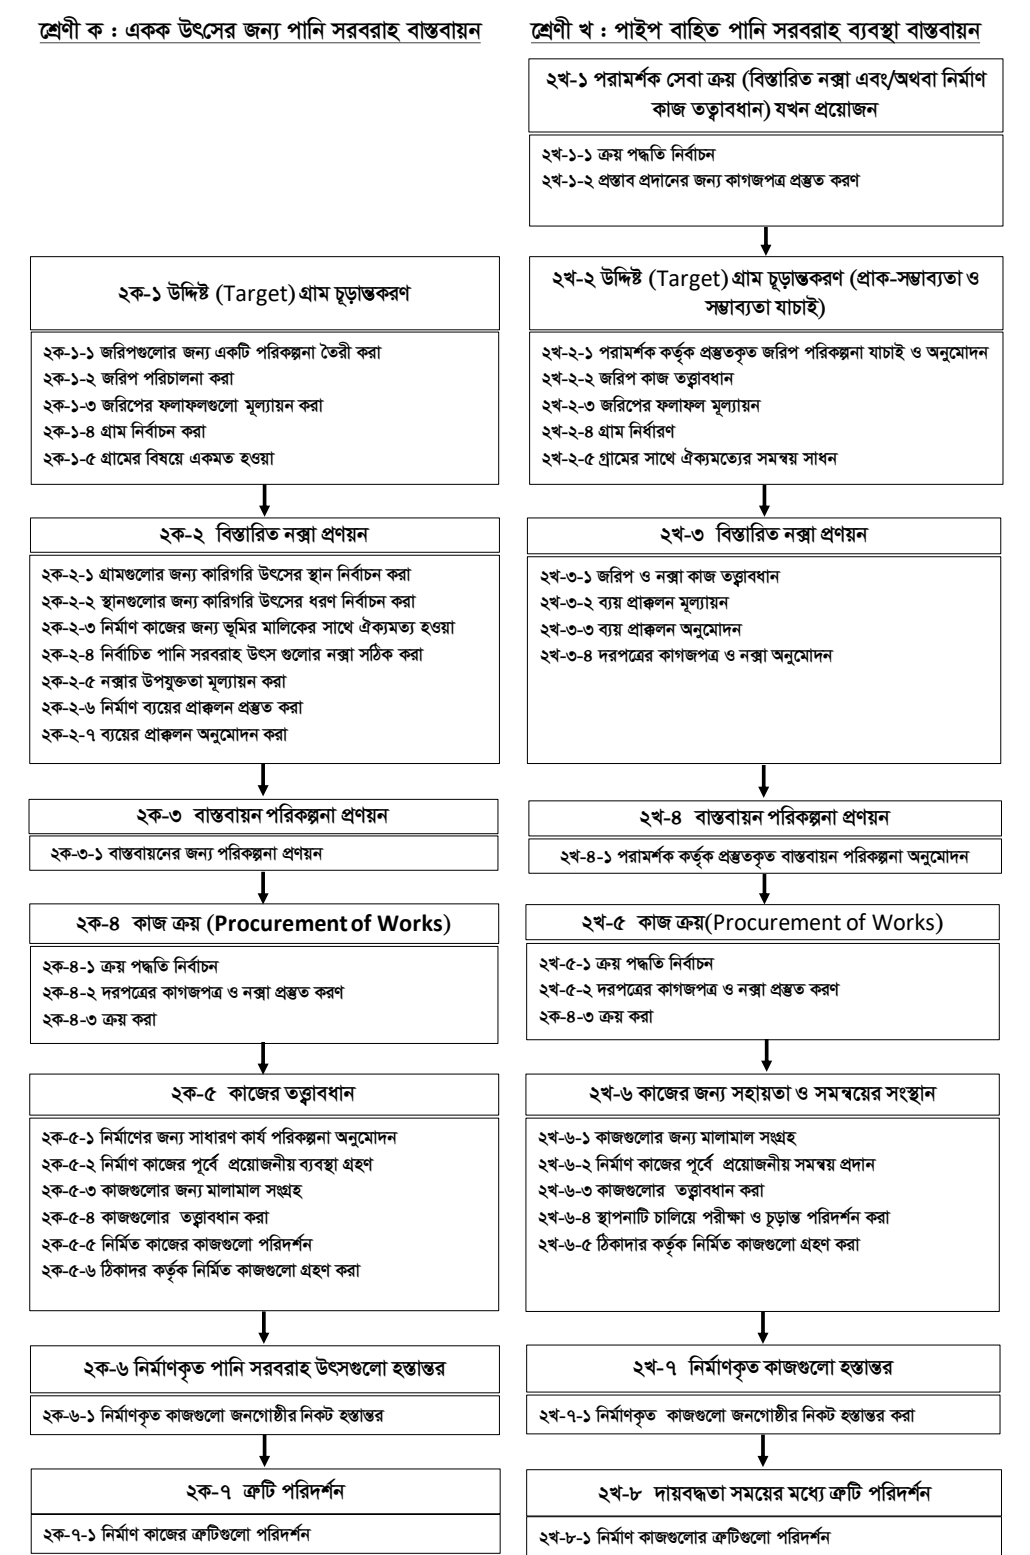 শ্রেণী ক : একক উৎসের জন্য পানি সরবরাহ বাস্তবায়ন
২ক-১ উদ্দিষ্ট (Target) গ্রাম চূড়ান্তকরণ
২ক-১-১ জরিপগুলোর জন্য একটি পরিকল্পনা তৈরী করা
২ক-১-২ জরিপ পরিচালনা করা
২ক-১-৩ জরিপের ফলাফলগুলো মূল্যায়ন করা
২ক-১-৪ গ্রাম নির্বাচন করা
২ক-১-৫ গ্রামের বিষয়ে একমত হওয়া
২ক-২ বিস্তারিত নক্সা প্রণয়ন
২ক-২-১ গ্রামগুলোর জন্য কারিগরি উৎসের স্থান নির্বাচন করা
২ক-২-২ স্থানগুলোর জন্য কারিগরি উৎসের ধরণ নির্বাচন করা
২ক-২-৩ নির্মাণ কাজের জন্য ভূমির মালিকের সাথে ঐক্যমত্য হওয়া
২ক-২-৪ নির্বাচিত পানি সরবরাহ উৎস গুলোর নক্সা সঠিক করা
২ক-২-৫ নক্সার উপযুক্ততা মূল্যায়ন করা
২ক-২-৬ নির্মাণ ব্যয়ের প্রাক্কলন প্রস্তুত করা
২ক-২-৭ ব্যয়ের প্রাক্কলন অনুমোদন করা
২ক-৩ বাস্তবায়ন পরিকল্পনা প্রণয়ন
২ক-৩-১ বাস্তবায়নের জন্য পরিকল্পনা প্রণয়ন
২ক-৪ কাজ ক্রয় (Procurement of Works)
২ক-৪-১ ক্রয় পদ্ধতি নির্বাচন
২ক-৪-২ দরপত্রের কাগজপত্র ও নক্সা প্রস্তুত করণ
২ক-৪-৩ ক্রয় করা
২ক-৫ কাজের তত্ত্বাবধান
২ক-৫-১ নির্মাণের জন্য সাধারণ কার্য পরিকল্পনা অনুমোদন
২ক-৫-২ নির্মাণ কাজের পূর্বে প্রয়োজনীয় ব্যবস্থা গ্রহণ
২ক-৫-৩ কাজগুলোর জন্য মালামাল সংগ্রহ
২ক-৫-৪ কাজগুলোর তত্ত্বাবধান করা
২ক-৫-৫ নির্মিত কাজের কাজগুলো পরিদর্শন
২ক-৫-৬ ঠিকাদর কর্তৃক নির্মিত কাজগুলো গ্রহণ করা
২ক-৬ নির্মাণকৃত পানি সরবরাহ উৎসগুলো হস্তান্তর
২ক-৬-১ নির্মাণকৃত কাজগুলো জনগোষ্ঠীর নিকট হস্তান্তর
২ক-৭ ত্রুটি পরিদর্শন
২ক-৭-১ নির্মাণ কাজের ত্রুটিগুলো পরিদর্শন
শ্রেণী খ : পাইপ বাহিত পানি সরবরাহ ব্যবস্থা বাস্তবায়ন
২খ-১ পরামর্শক সেবা ক্রয় (বিস্তারিত নক্সা এবং/অথবা নির্মাণ
কাজ তত্বাবধান) যখন প্রয়োজন
২খ-১-১ ক্রয় পদ্ধতি নির্বাচন
২খ-১-২ প্রস্তাব প্রদানের জন্য কাগজপত্র প্রস্তুত করণ
২খ-২ উদ্দিষ্ট (Target) গ্রাম চূড়ান্তকরণ (প্রাক-সম্ভাব্যতা ও
সম্ভাব্যতা যাচাই)
২খ-২-১ পরামর্শক কর্তৃক প্রস্তুতকৃত জরিপ পরিকল্পনা যাচাই ও অনুমোদন
২খ-২-২ জরিপ কাজ তত্ত্বাবধান
২খ-২-৩ জরিপের ফলাফল মূল্যায়ন
২খ-২-৪ গ্রাম নির্ধারণ
২খ-২-৫ গ্রামের সাথে ঐক্যমত্যের সমন্বয় সাধন
২খ-৩ বিস্তারিত নক্সা প্রণয়ন
২খ-৩-১ জরিপ ও নক্সা কাজ তত্ত্বাবধান
২খ-৩-২ ব্যয় প্রাক্কলন মূল্যায়ন
২খ-৩-৩ ব্যয় প্রাক্কলন অনুমোদন
২খ-৩-৪ দরপত্রের কাগজপত্র ও নক্সা অনুমোদন
২খ-৪ বাস্তবায়ন পরিকল্পনা প্রণয়ন
২খ-৪-১ পরামর্শক কর্তৃক প্রস্তুতকৃত বাস্তবায়ন পরিকল্পনা অনুমোদন
২খ-৫ কাজ ক্রয়(Procurement of Works)
২খ-৫-১ ক্রয় পদ্ধতি নির্বাচন
২খ-৫-২ দরপত্রের কাগজপত্র ও নক্সা প্রস্তুত করণ
২ক-৪-৩ ক্রয় করা
২খ-৬ কাজের জন্য সহায়তা ও সমন্বয়ের সংস্থান
২খ-৬-১ কাজগুলোর জন্য মালামাল সংগ্রহ
২খ-৬-২ নির্মাণ কাজের পূর্বে প্রয়োজনীয় সমন্বয় প্রদান
২খ-৬-৩ কাজগুলোর তত্ত্বাবধান করা
২খ-৬-৪ স্থাপনাটি চালিয়ে পরীক্ষা ও চূড়ান্ত পরিদর্শন করা
২খ-৬-৫ ঠিকাদার কর্তৃক নির্মিত কাজগুলো গ্রহণ করা
২খ-৭ নির্মাণকৃত কাজগুলো হস্তান্তর
২খ-৭-১ নির্মাণকৃত কাজগুলো জনগোষ্ঠীর নিকট হস্তান্তর করা
২খ-৮ দায়বদ্ধতা সময়ের মধ্যে ত্রুটি পরিদর্শন
২খ-৮-১ নির্মাণ কাজগুলোর ত্রুটিগুলো পরিদর্শন